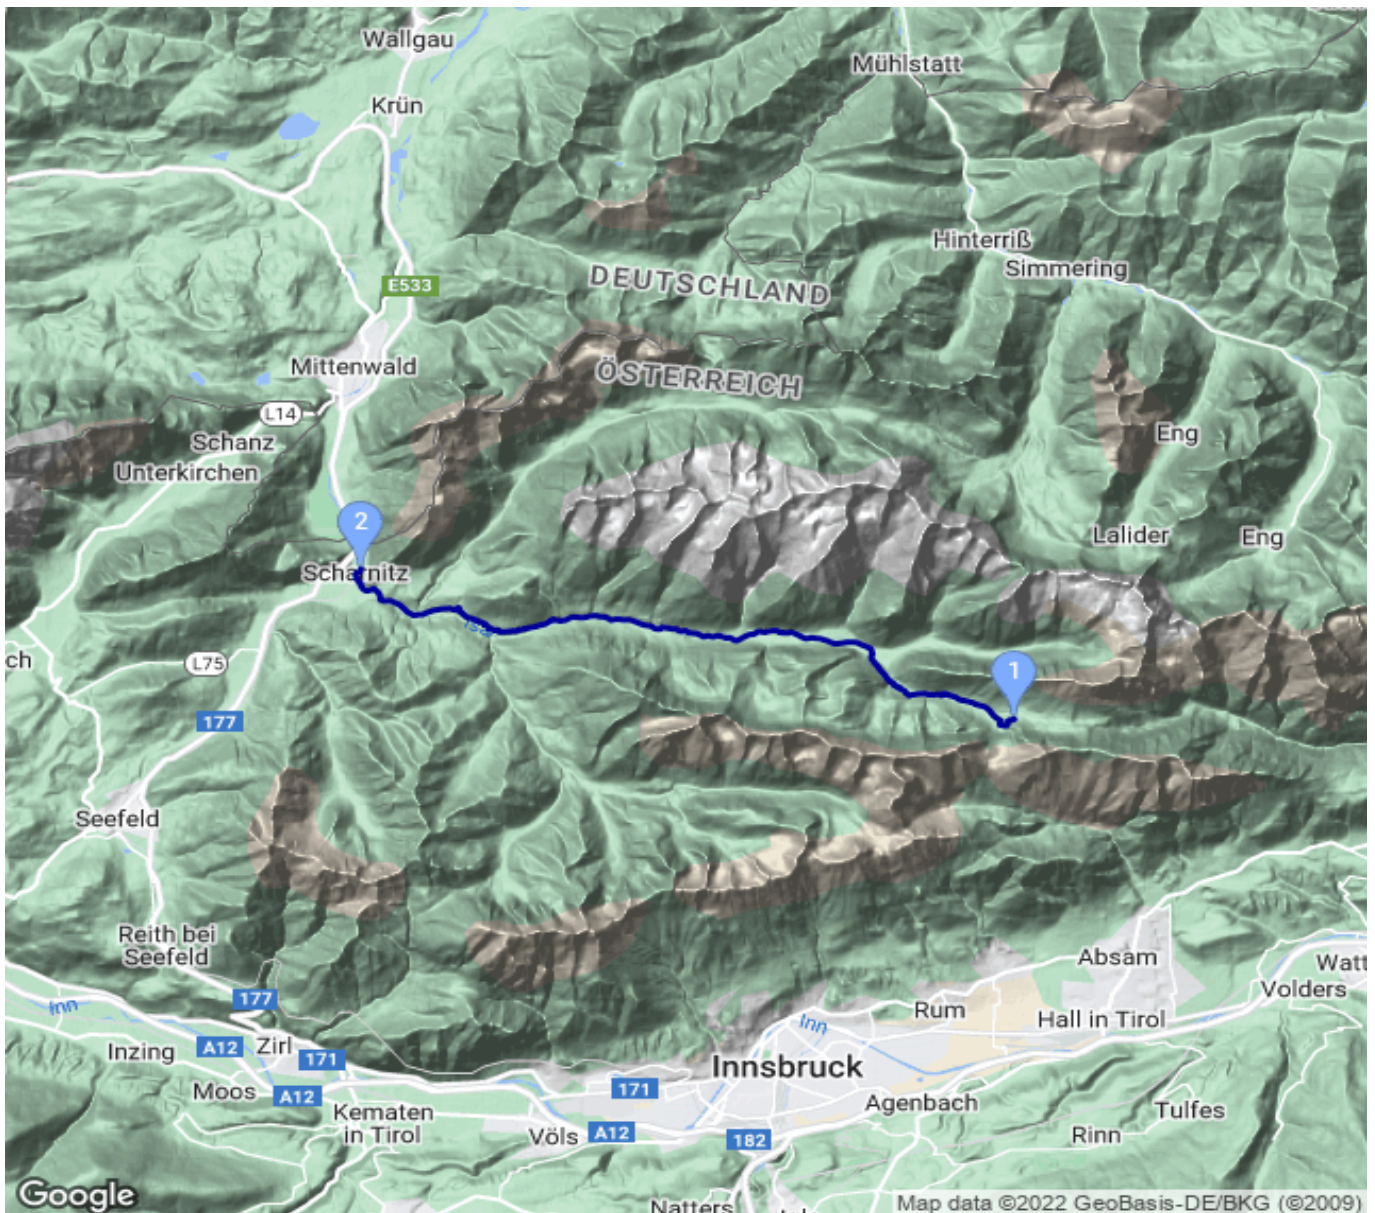 Wallgau
Mühlstatt
Krün
Hinterriß
Simmering
DEUTSCHLAND
E533
Mittenwald
ÖSTERREICH
L14
Schanz
Eng
Unterkirchen
2
Lalider
Eng
Scharnitz
Isar
ch
L75
1
177
Seefeld
Reith bei
Seefeld
Absam
Watt
Volders
177
Inn
Rum
Inn
Hall in Tirol
A12
Zirl
171
Inzing
Innsbruck
Moos
A12
171
Agenbach
Kematen
in Tirol
Tulfes
Völs
A12
182
Rinn
Natters
Google
Map data ©2022 GeoBasis-DE/BKG (©2009)